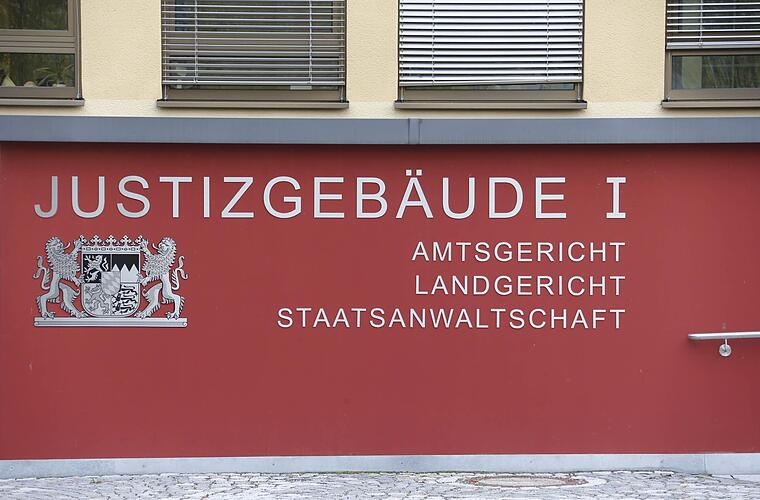 JUSTIZGEBÄUDE I
AMTSGERICHT
LANDGERICHT
STAATSANWALTSCHAFT